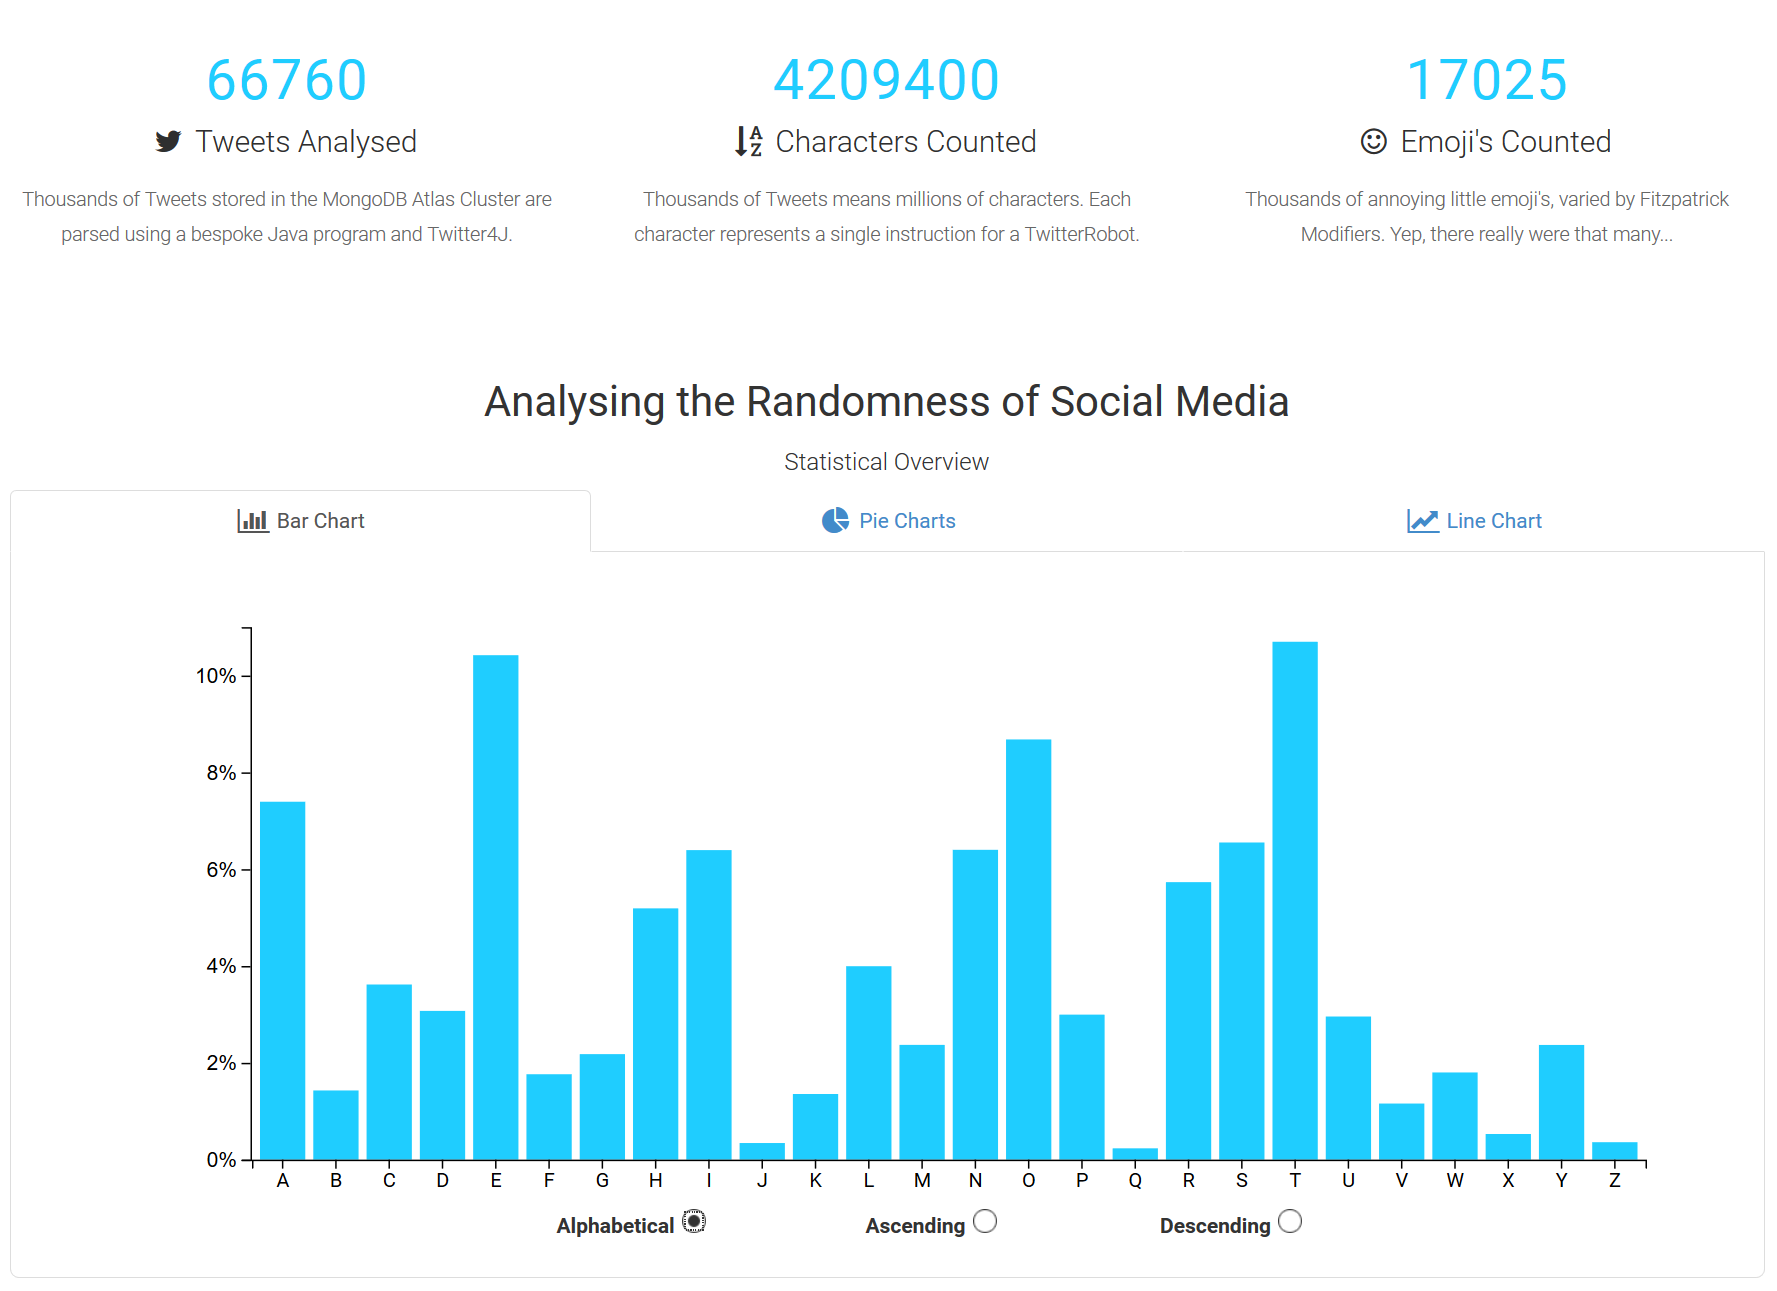 66760
Tweets Analysed
Thousands of Tweets stored in the MongoDB Atlas Cluster are
parsed using a bespoke Java program and Twitter4J.
4209400
Characters Counted
Thousands of Tweets means millions of characters. Each
character represents a single instruction for a TwitterRobot.
17025
Emoji's Counted
Thousands of annoying little emoji's, varied by Fitzpatrick
Modifiers. Yep, there really were that many...
Analysing the Randomness of Social Media
Statistical Overview
Bar Chart
Pie Charts
Line Chart
10%
8%
6%
4%
2%
0%
A B C D E F G H I J K L M N O P Q R S T U V W X Y Z
Alphabetical
Ascending
Descending